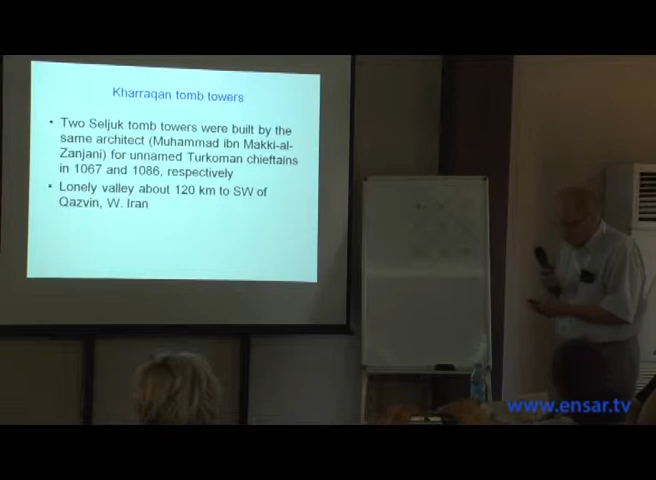 Kharraqan tomb towers
• Two Seljuk tomb towers were built by the
same architect (Muhammad ibn Makki-al-
Zanjani) for unnamed Turkoman chieftains
in 1067 and 1086, respectively
• Lonely valley about 120 km to SW of
Qazvin, W. Iran
www.ensar.tv